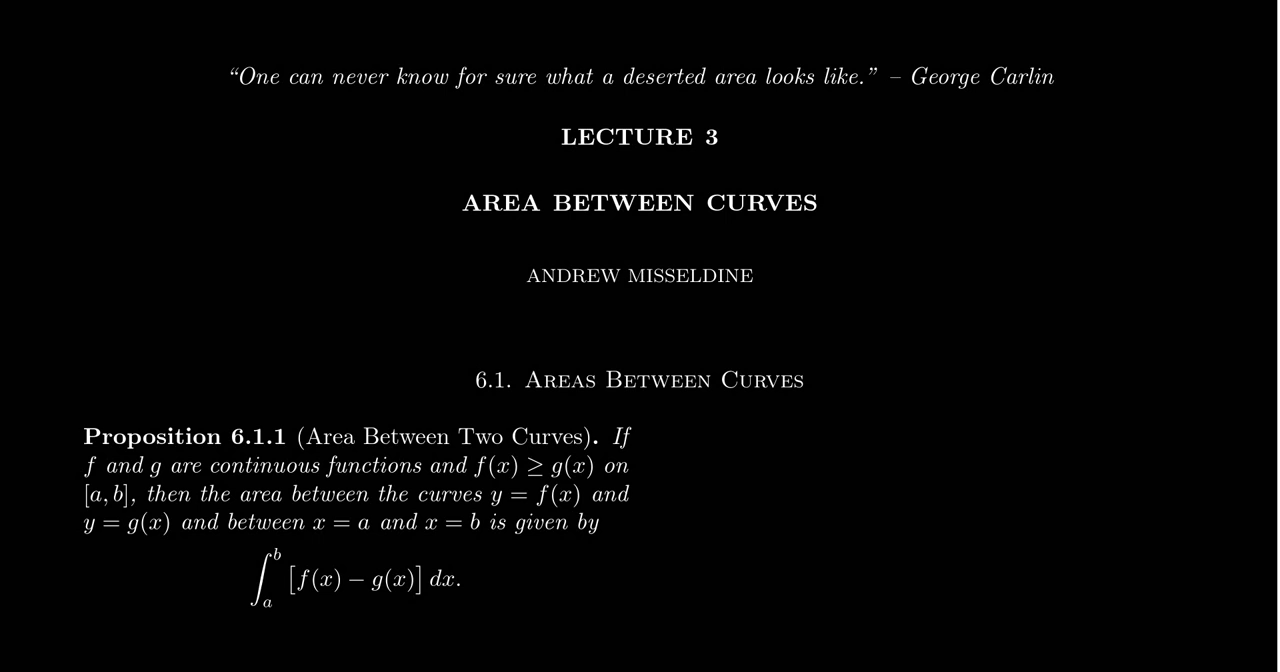 “One can never know for sure what a deserted area looks like.” – George Carlin
LECTURE 3
AREA BETWEEN CURVES
ANDREW MISSELDINE
6.1. Areas Between Curves
Proposition 6.1.1 (Area Between Two Curves). If
f and g are continuous functions and f(x) ≥ g(x) on
[a, b], then the area between the curves y = f(x) and
y = g(x) and between x = a and x = b is given by
∫_a^b [f(x) − g(x)] dx.